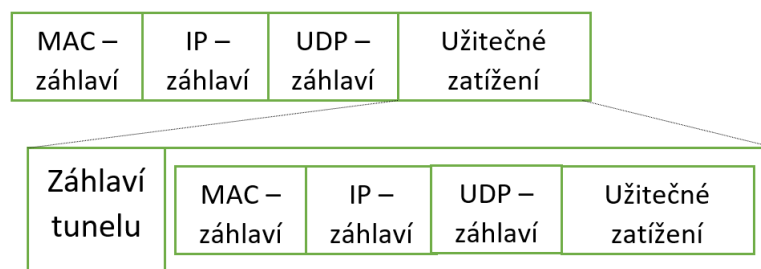 MAC – IP – UDP – Užitečné
záhlaví záhlaví záhlaví zatížení
Záhlaví
tunelu
MAC – IP – UDP – Užitečné
záhlaví záhlaví záhlaví zatížení